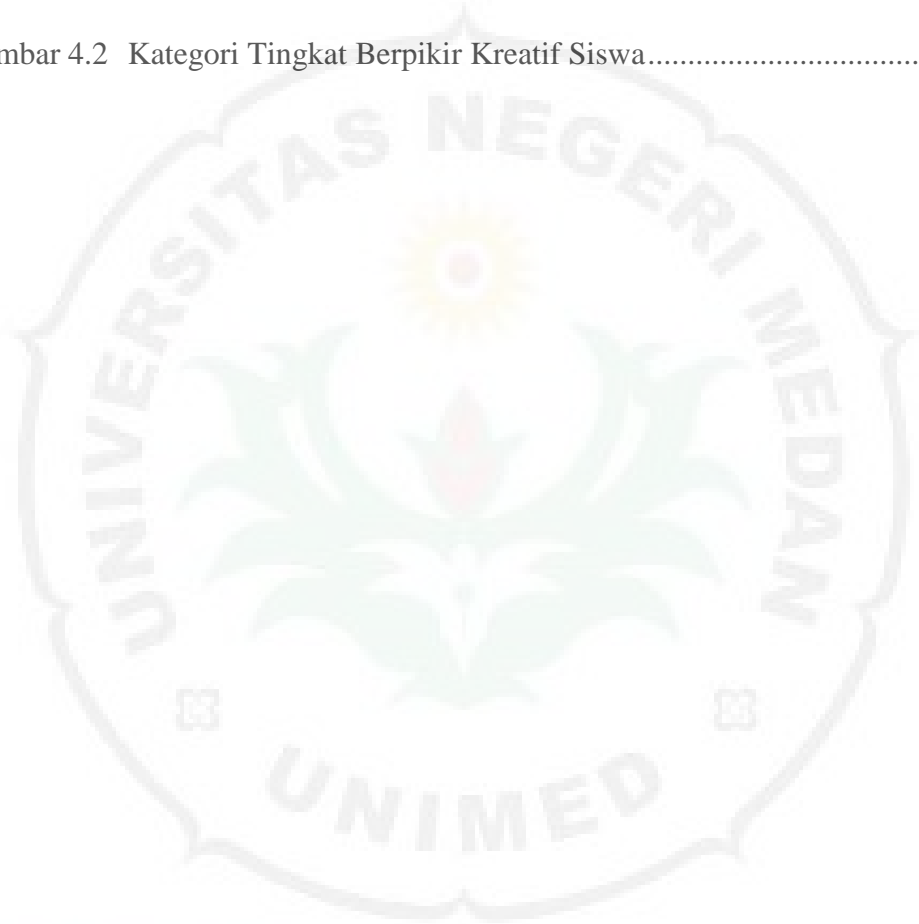 mbar 4.2 Kategori Tingkat Berpikir Kreatif Siswa..................................
UNIVERSITAS NEGERI MEDAN
UNIMED